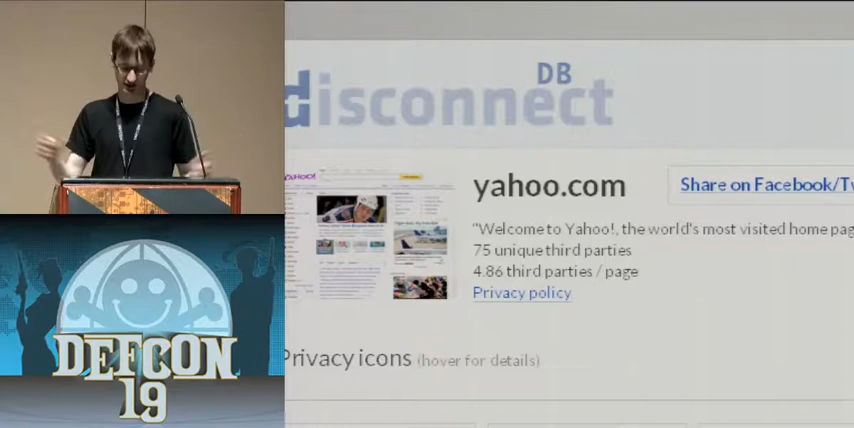 DB
disconnect
YAHOO!
yahoo.com
Share on Facebook/Tw
"Welcome to Yahoo!, the world's most visited home pag
75 unique third parties
4.86 third parties / page
Privacy policy
Privacy icons (hover for details)
DEFCON
19